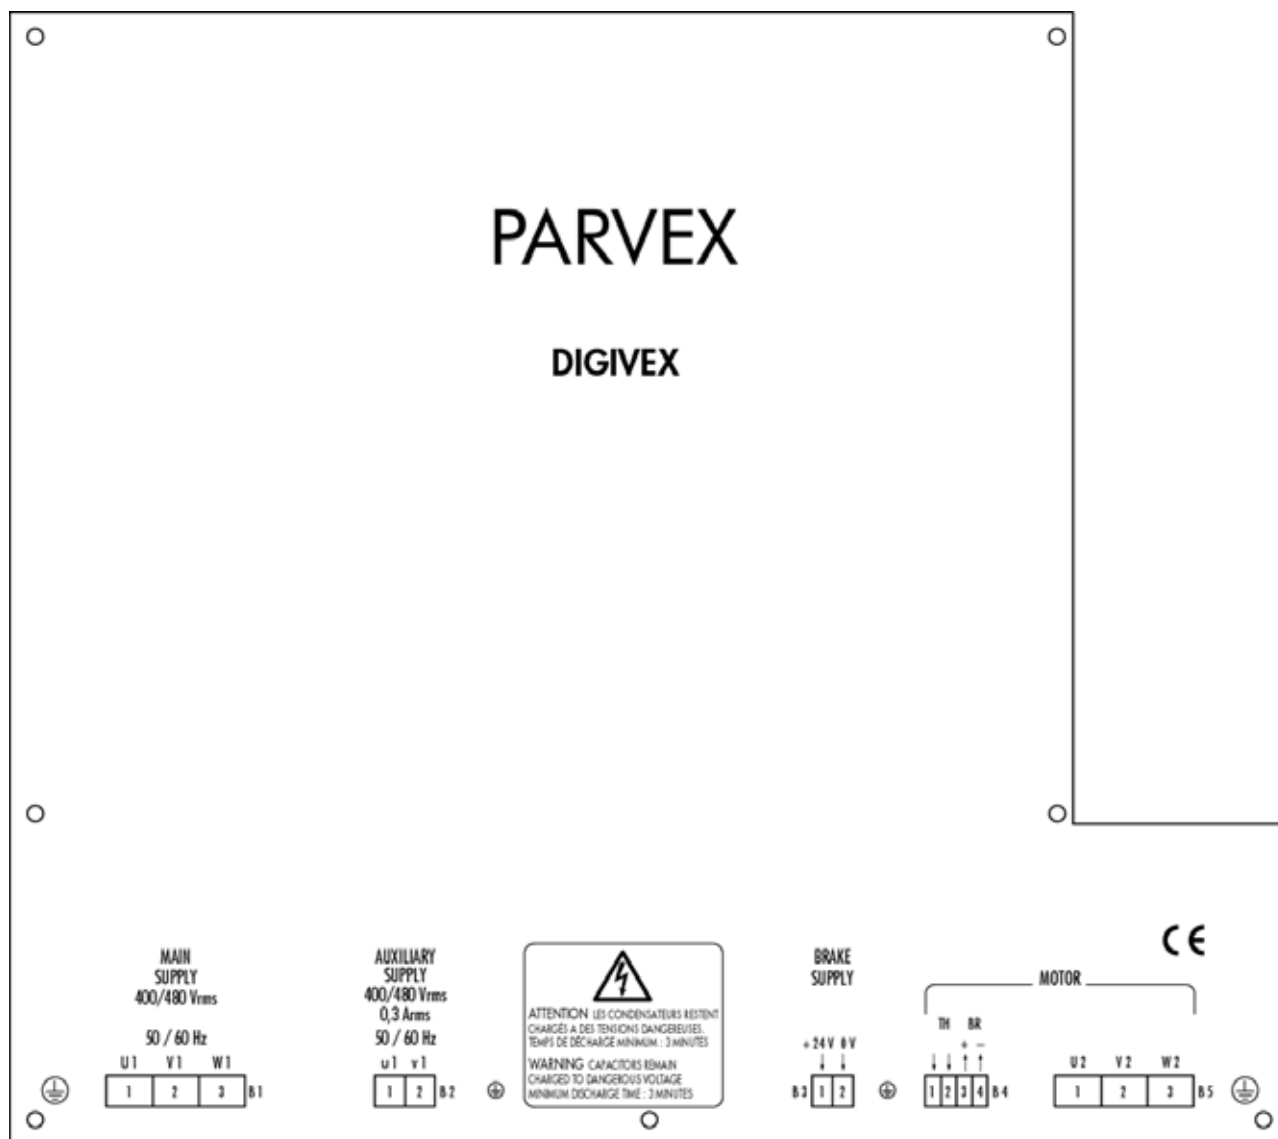 PARVEX
DIGIVEX
MAIN
SUPPLY
400/480 Vrms
50 / 60 Hz
U1 V1 W1
1 2 3 B1
AUXILIARY
SUPPLY
400/480 Vrms
0,3 Arms
50 / 60 Hz
u1 v1
1 2 B2
ATTENTION LES CONDENSATEURS RESTENT
CHARGÉS A DES TENSIONS DANGEREUSES.
TEMPS DE DÉCHARGE MINIMUM : 3 MINUTES
WARNING CAPACITORS REMAIN
CHARGED TO DANGEROUS VOLTAGE
MINIMUM DISCHARGE TIME : 3 MINUTES
BRAKE
SUPPLY
+ 24 V 0 V
B3 1 2
CE
MOTOR
TH BR
+ −
1 2 3 4 B4
U2 V2 W2
1 2 3 B5